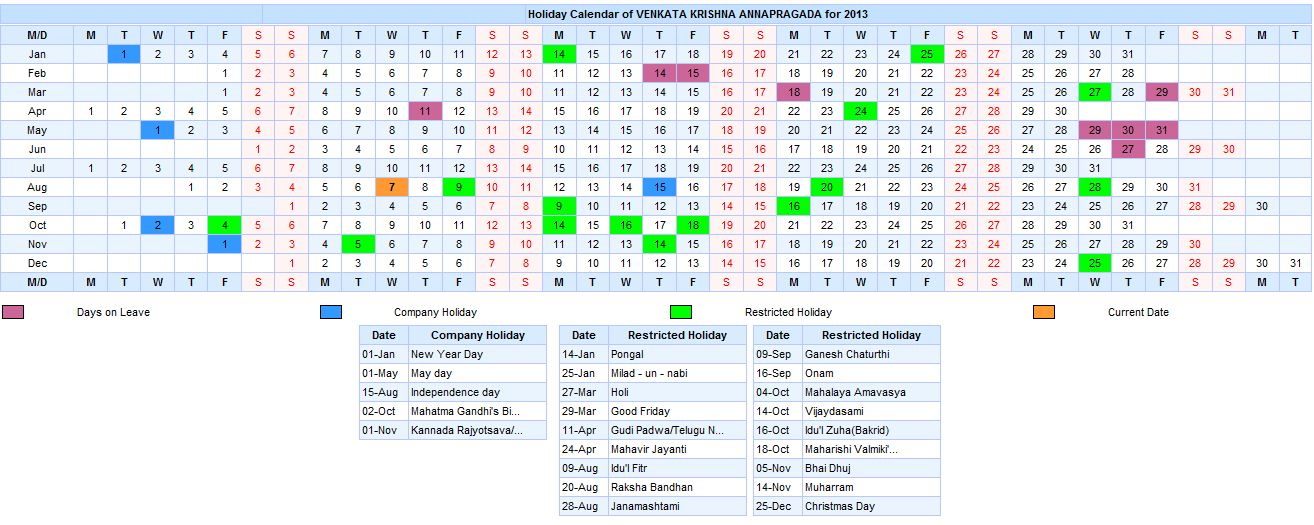 Holiday Calendar of VENKATA KRISHNA ANNAPRAGADA for 2013
M/D M T W T F S S M T W T F S S M T W T F S S M T W T F S S M T W T F S S M T
Jan 1 2 3 4 5 6 7 8 9 10 11 12 13 14 15 16 17 18 19 20 21 22 23 24 25 26 27 28 29 30 31
Feb 1 2 3 4 5 6 7 8 9 10 11 12 13 14 15 16 17 18 19 20 21 22 23 24 25 26 27 28
Mar 1 2 3 4 5 6 7 8 9 10 11 12 13 14 15 16 17 18 19 20 21 22 23 24 25 26 27 28 29 30 31
Apr 1 2 3 4 5 6 7 8 9 10 11 12 13 14 15 16 17 18 19 20 21 22 23 24 25 26 27 28 29 30
May 1 2 3 4 5 6 7 8 9 10 11 12 13 14 15 16 17 18 19 20 21 22 23 24 25 26 27 28 29 30 31
Jun 1 2 3 4 5 6 7 8 9 10 11 12 13 14 15 16 17 18 19 20 21 22 23 24 25 26 27 28 29 30
Jul 1 2 3 4 5 6 7 8 9 10 11 12 13 14 15 16 17 18 19 20 21 22 23 24 25 26 27 28 29 30 31
Aug 1 2 3 4 5 6 7 8 9 10 11 12 13 14 15 16 17 18 19 20 21 22 23 24 25 26 27 28 29 30 31
Sep 1 2 3 4 5 6 7 8 9 10 11 12 13 14 15 16 17 18 19 20 21 22 23 24 25 26 27 28 29 30
Oct 1 2 3 4 5 6 7 8 9 10 11 12 13 14 15 16 17 18 19 20 21 22 23 24 25 26 27 28 29 30 31
Nov 1 2 3 4 5 6 7 8 9 10 11 12 13 14 15 16 17 18 19 20 21 22 23 24 25 26 27 28 29 30
Dec 1 2 3 4 5 6 7 8 9 10 11 12 13 14 15 16 17 18 19 20 21 22 23 24 25 26 27 28 29 30 31
M/D M T W T F S S M T W T F S S M T W T F S S M T W T F S S M T W T F S S M T
Days on Leave Company Holiday Restricted Holiday Current Date
Date Company Holiday
01-Jan New Year Day
01-May May day
15-Aug Independence day
02-Oct Mahatma Gandhi's Bi...
01-Nov Kannada Rajyotsava/...
Date Restricted Holiday
14-Jan Pongal
25-Jan Milad - un - nabi
27-Mar Holi
29-Mar Good Friday
11-Apr Gudi Padwa/Telugu N...
24-Apr Mahavir Jayanti
09-Aug Idu'l Fitr
20-Aug Raksha Bandhan
28-Aug Janamashtami
Date Restricted Holiday
09-Sep Ganesh Chaturthi
16-Sep Onam
04-Oct Mahalaya Amavasya
14-Oct Vijaydasami
16-Oct Idu'l Zuha(Bakrid)
18-Oct Maharishi Valmiki'...
05-Nov Bhai Dhuj
14-Nov Muharram
25-Dec Christmas Day